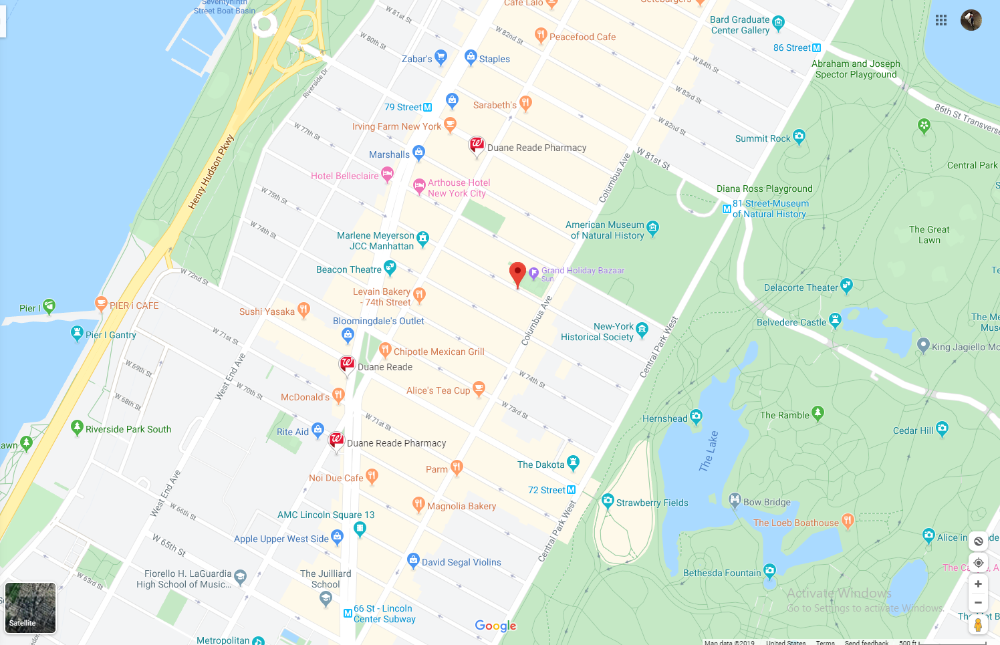 Seventyninth
Street Boat Basin
Cafe Lalo
W 81st St
W 80th St
W 82nd St
Peacefood Cafe
Bard Graduate
Center Gallery
86 Street M
Zabar's
Staples
W 84th St
Abraham and Joseph
Spector Playground
Riverside Dr
W 83rd St
79 Street M
Sarabeth's
86th St Transverse
Irving Farm New York
W 77th St
W 82nd St
Summit Rock
Henry Hudson Pkwy
Duane Reade Pharmacy
Marshalls
W 81st St
Central Park
Hotel Belleclaire
Arthouse Hotel
New York City
Columbus Ave
Diana Ross Playground
W 75th St
M 81 Street-Museum
of Natural History
W 74th St
American Museum
of Natural History
The Great
Lawn
Marlene Meyerson
JCC Manhattan
Beacon Theatre
Grand Holiday Bazaar
Sun
W 72nd St
Levain Bakery
- 74th Street
Delacorte Theater
Pier I
PIER i CAFE
Sushi Yasaka
Columbus Ave
Bloomingdale's Outlet
Belvedere Castle
Pier I Gantry
W 71st St
New-York
Historical Society
Central Park West
Chipotle Mexican Grill
King Jagiello Mo
W 69th St
West End Ave
Duane Reade
W 74th St
W 70th St
Alice's Tea Cup
McDonald's
W 68th St
W 73rd St
Hernshead
The Ramble
Riverside Park South
Rite Aid
W 71st St
Cedar Hill
Lawn
Duane Reade Pharmacy
The Lake
The Dakota
Parm
West End Ave
Noi Due Cafe
72 Street M
Strawberry Fields
Bow Bridge
Magnolia Bakery
W 66th St
AMC Lincoln Square 13
Central Park West
The Loeb Boathouse
Apple Upper West Side
Alice in
W 65th St
David Segal Violins
Fiorello H. LaGuardia
High School of Music...
The Juilliard
School
Bethesda Fountain
W 63rd St
Activate Windows
Go to Settings to activate Windows.
M 66 St - Lincoln
Center Subway
Satellite
Google
Metropolitan
Map data ©2019 United States Terms Send feedback 500 ft